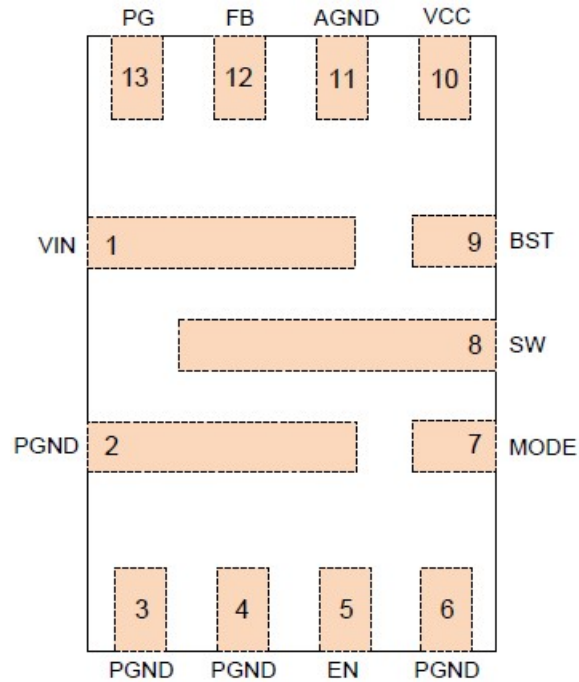 PG FB AGND VCC
13 12 11 10
VIN 1 9 BST
8 SW
PGND 2 7 MODE
3 4 5 6
PGND PGND EN PGND